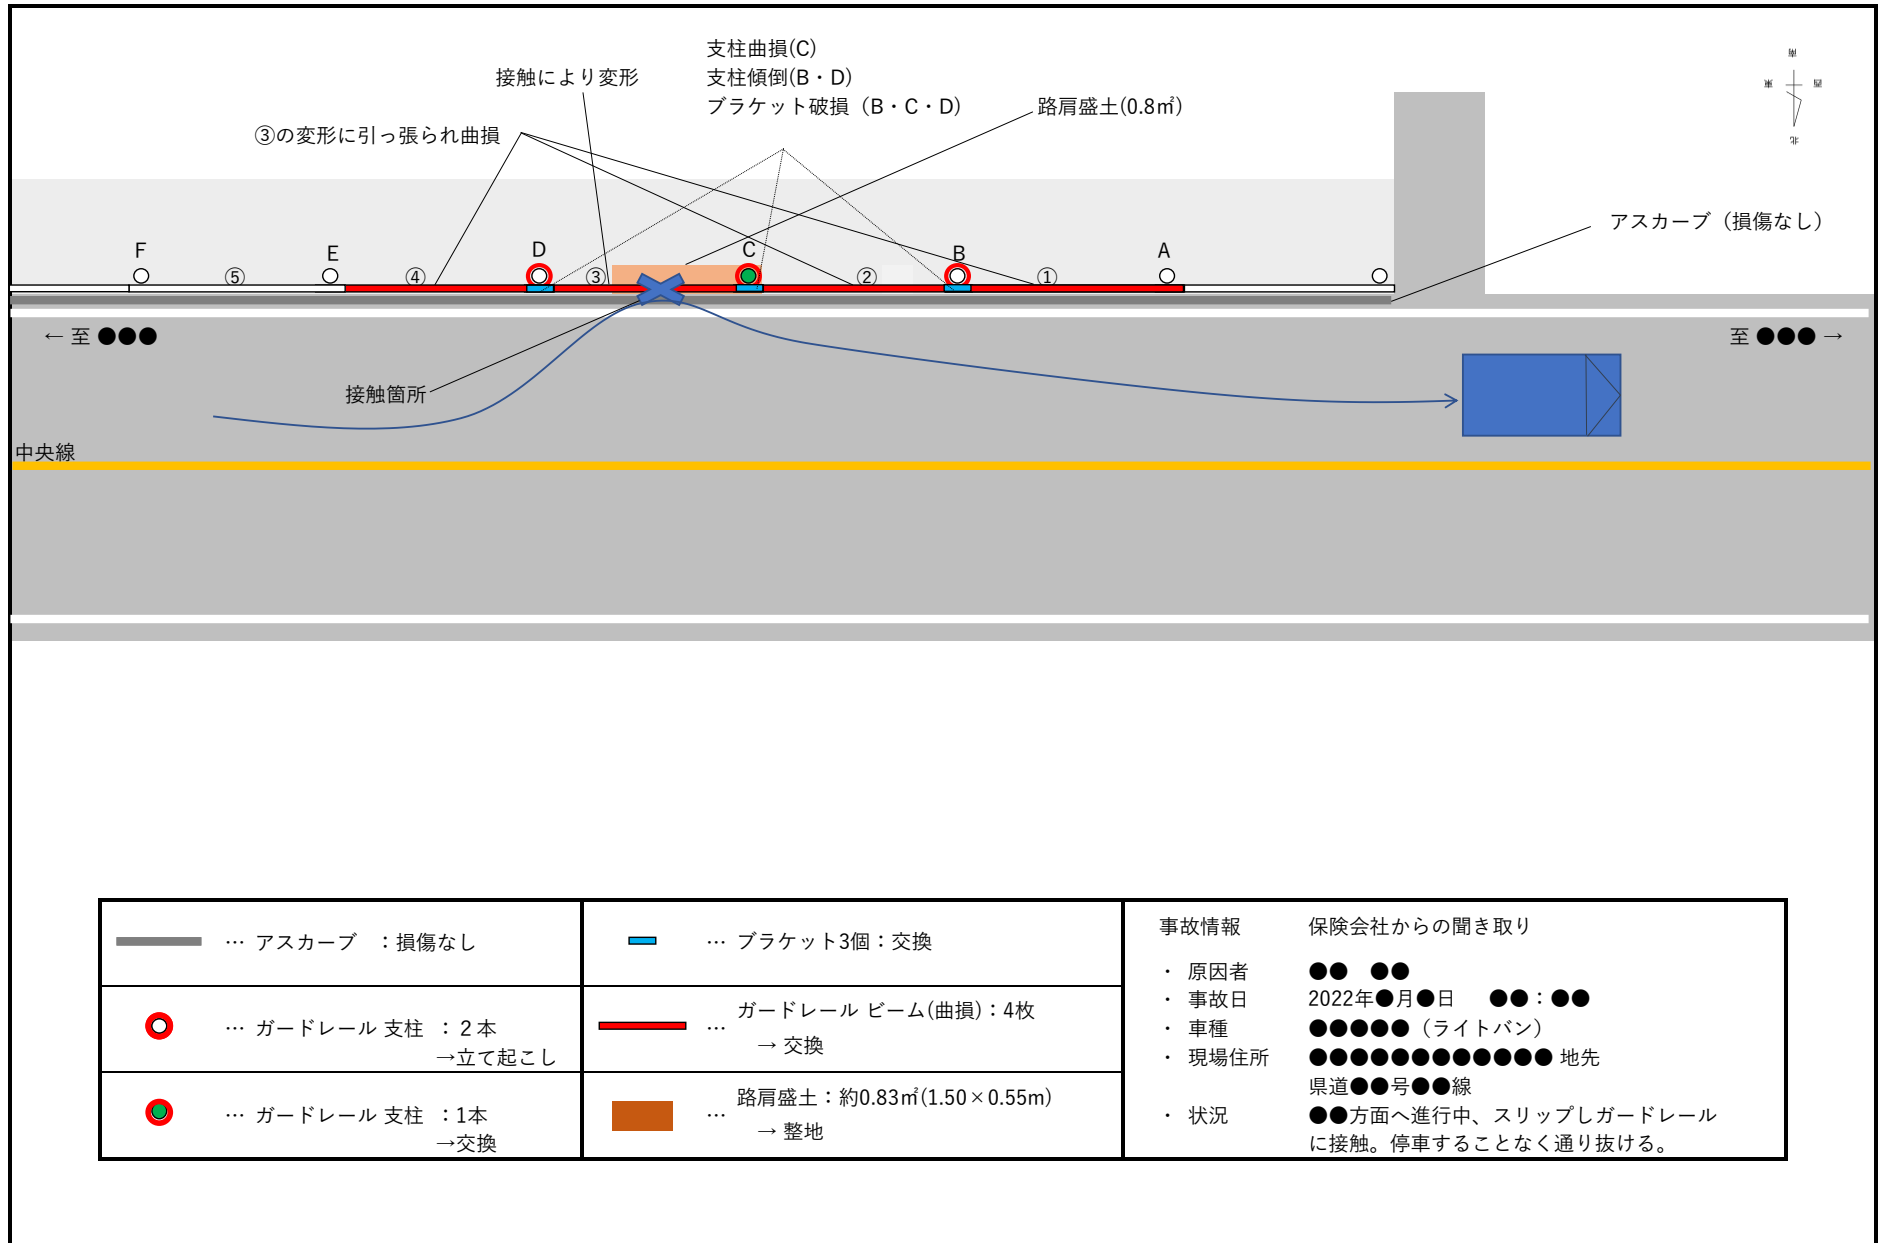 支柱曲損(C)
接触により変形
支柱傾倒(B・D)
ブラケット破損（B・C・D）
路肩盛土(0.8㎡)
③の変形に引っ張られ曲損
南
東
西
北
アスカーブ（損傷なし）
F
E
D
C
B
A
⑤
④
③
②
①
← 至 ●●●
至 ●●● →
接触箇所
中央線
… アスカーブ ：損傷なし
… ブラケット3個：交換
… ガードレール 支柱 ：２本
→立て起こし
… ガードレール ビーム(曲損)：4枚
→ 交換
… ガードレール 支柱 ：1本
→交換
… 路肩盛土：約0.83㎡(1.50×0.55m)
→ 整地
事故情報 保険会社からの聞き取り
・ 原因者 ●● ●●
・ 事故日 2022年●月●日 ●●：●●
・ 車種 ●●●●●（ライトバン）
・ 現場住所 ●●●●●●●●●●●● 地先
県道●●号●●線
・ 状況 ●●方面へ進行中、スリップしガードレール
に接触。停車することなく通り抜ける。